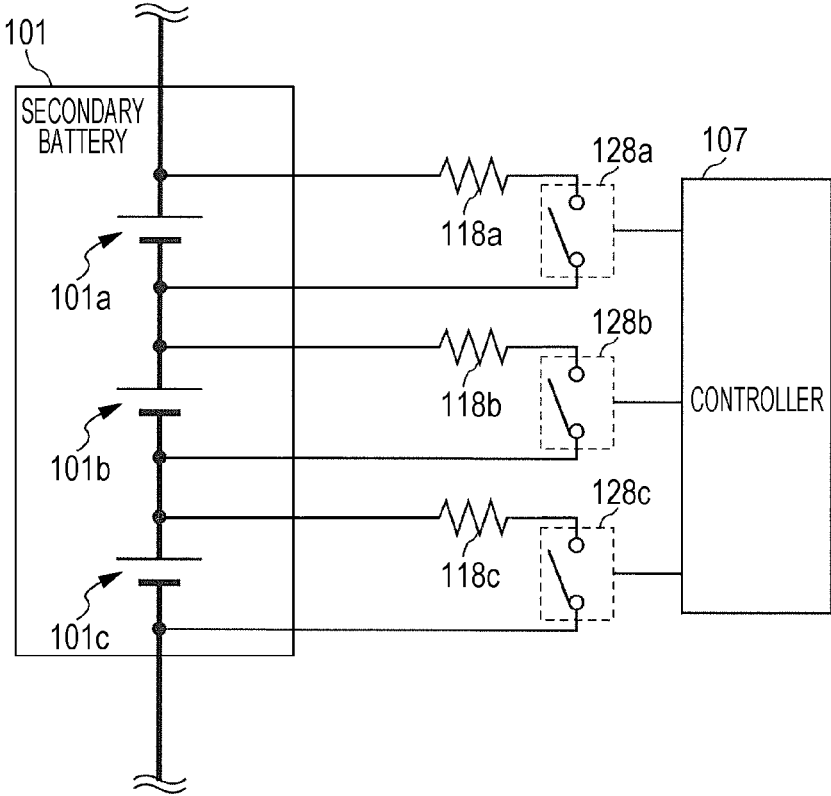 101
SECONDARY
BATTERY
128a
107
118a
101a
128b
118b
CONTROLLER
101b
128c
118c
101c